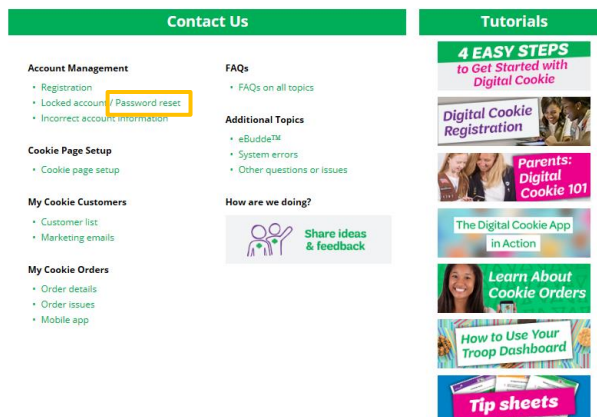 Contact Us
Account Management
• Registration
• Locked account / Password reset
• Incorrect account information
Cookie Page Setup
• Cookie page setup
My Cookie Customers
• Customer list
• Marketing emails
My Cookie Orders
• Order details
• Order issues
• Mobile app
FAQs
• FAQs on all topics
Additional Topics
• eBudde™
• System errors
• Other questions or issues
How are we doing?
Share ideas
& feedback
Tutorials
4 EASY STEPS
to Get Started with
Digital Cookie
Digital Cookie
Registration
Parents:
Digital
Cookie 101
The Digital Cookie App
in Action
Learn About
Cookie Orders
How to Use Your
Troop Dashboard
Tip sheets